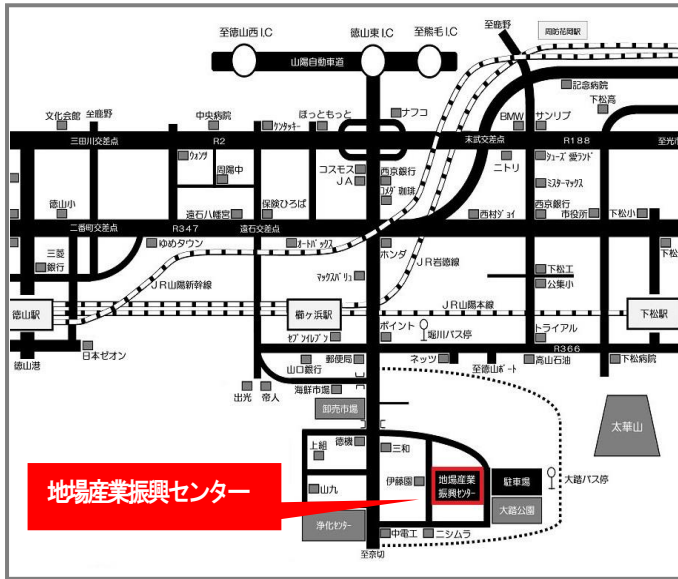 至徳山西 I.C
徳山東 I.C
至熊毛 I.C
至鹿野
周防花岡駅
山陽自動車道
記念病院
文化会館
至鹿野
中央病院
ケンタッキー
ほっともっと
ナフコ
BMW
サンリブ
下松高
三田川交差点
R2
末武交差点
R188
至光市
ウォンツ
周陽中
コスモス
JA
西京銀行
コメダ珈琲
ニトリ
シューズ愛ランド
ミスターマックス
徳山小
遠石八幡宮
保険ひろば
西村ジョイ
西京銀行
市役所
下松小
二番町交差点
R347
遠石交差点
三菱
銀行
ゆめタウン
オートバックス
ホンダ
JR岩徳線
下松
マックスバリュ
下松工
公集小
JR山陽新幹線
JR山陽本線
徳山駅
櫛ヶ浜駅
下松駅
セブンイレブン
ポイント
堀川バス停
トライアル
R366
日本ゼオン
徳山港
郵便局
山口銀行
ネッツ
至徳山ポート
高山石油
下松病院
出光
帝人
海鮮市場
卸売市場
太華山
上組
徳機
三和
地場産業振興センター
山九
伊藤園
地場産業
振興センター
駐車場
大踏バス停
浄化センター
大踏公園
中電工
ニシムラ
至奈切